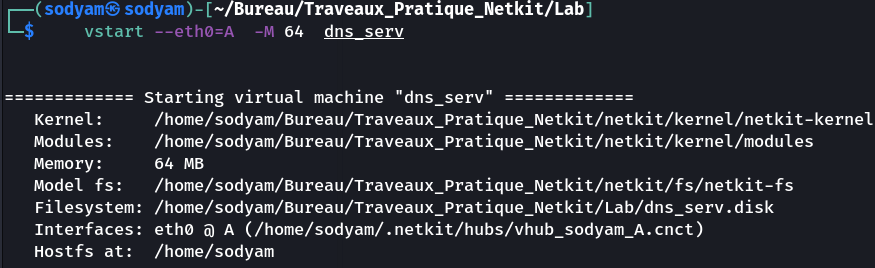 ┌──(sodyam㉿sodyam)-[~/Bureau/Traveaux_Pratique_Netkit/Lab]
└─$ vstart --eth0=A -M 64 dns_serv
============= Starting virtual machine "dns_serv" =============
Kernel: /home/sodyam/Bureau/Traveaux_Pratique_Netkit/netkit/kernel/netkit-kernel
Modules: /home/sodyam/Bureau/Traveaux_Pratique_Netkit/netkit/kernel/modules
Memory: 64 MB
Model fs: /home/sodyam/Bureau/Traveaux_Pratique_Netkit/netkit/fs/netkit-fs
Filesystem: /home/sodyam/Bureau/Traveaux_Pratique_Netkit/Lab/dns_serv.disk
Interfaces: eth0 @ A (/home/sodyam/.netkit/hubs/vhub_sodyam_A.cnct)
Hostfs at: /home/sodyam